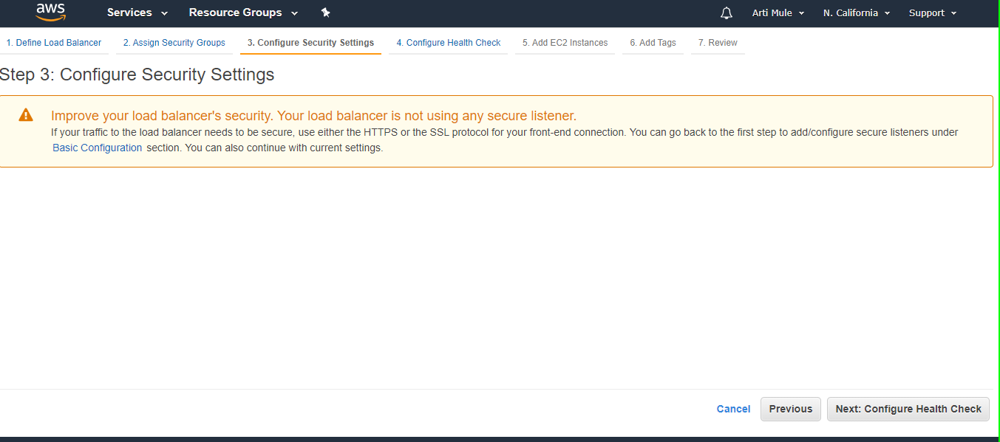 aws Services Resource Groups Arti Mule N. California Support
1. Define Load Balancer 2. Assign Security Groups 3. Configure Security Settings 4. Configure Health Check 5. Add EC2 Instances 6. Add Tags 7. Review
Step 3: Configure Security Settings
Improve your load balancer's security. Your load balancer is not using any secure listener.
If your traffic to the load balancer needs to be secure, use either the HTTPS or the SSL protocol for your front-end connection. You can go back to the first step to add/configure secure listeners under
Basic Configuration section. You can also continue with current settings.
Cancel Previous Next: Configure Health Check